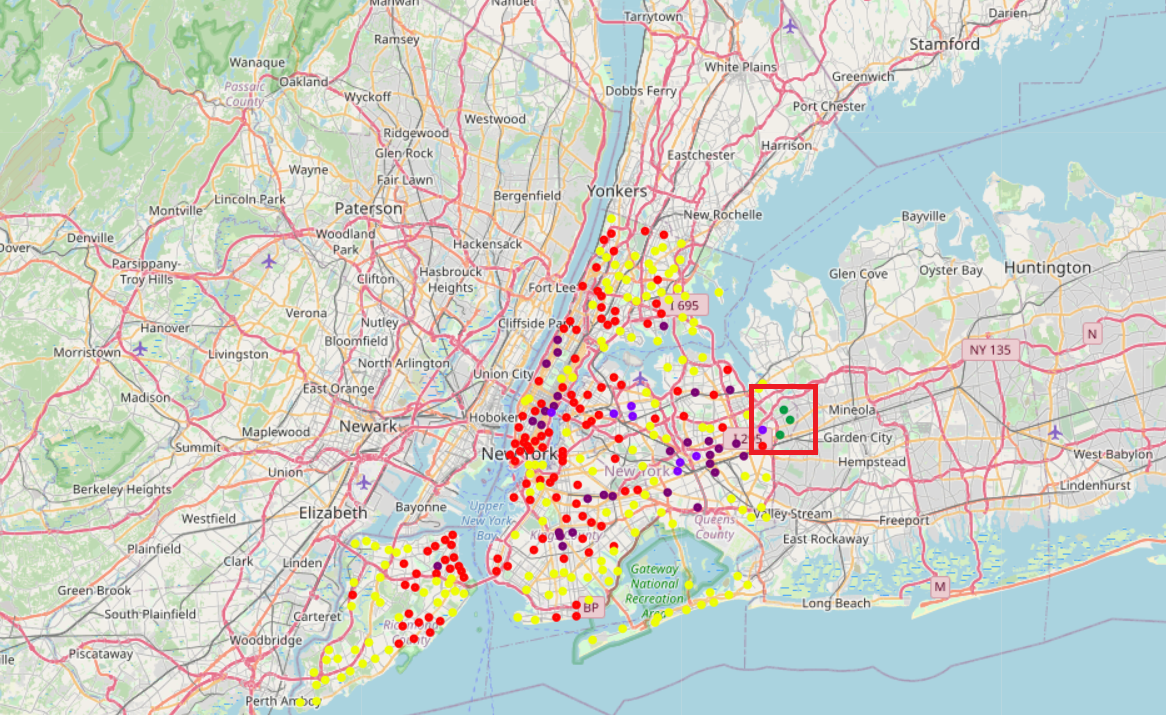 Mahwah
Nanuet
Tarrytown
Darien
Ramsey
Stamford
Wanaque
White Plains
Oakland
Greenwich
Passaic
County
Wyckoff
Dobbs Ferry
Port Chester
Westwood
Ridgewood
Glen Rock
Eastchester
Harrison
Wayne
Fair Lawn
Yonkers
Lincoln Park
Bergenfield
Paterson
Montville
New Rochelle
Bayville
Woodland
Park
Denville
Hackensack
Dover
Parsippany-
Troy Hills
Hasbrouck
Heights
Glen Cove
Oyster Bay
Huntington
Clifton
Fort Lee
I 695
Verona
Hanover
Nutley
Cliffside Park
N
Bloomfield
NY 135
Morristown
Livingston
North Arlington
Union City
East Orange
Madison
Mineola
Hoboken
Newark
Maplewood
I 295
Garden City
Summit
New York
West Babylon
Hempstead
Union
New York
Berkeley Heights
Lindenhurst
Elizabeth
Bayonne
Upper
New York
Bay
Westfield
Valley Stream
Freeport
Queens
County
Kings County
East Rockaway
Plainfield
Clark
Linden
Gateway
National
Recreation
Area
Green Brook
M
Long Beach
BP
South Plainfield
Carteret
Richmond
County
Woodbridge
Piscataway
Perth Amboy